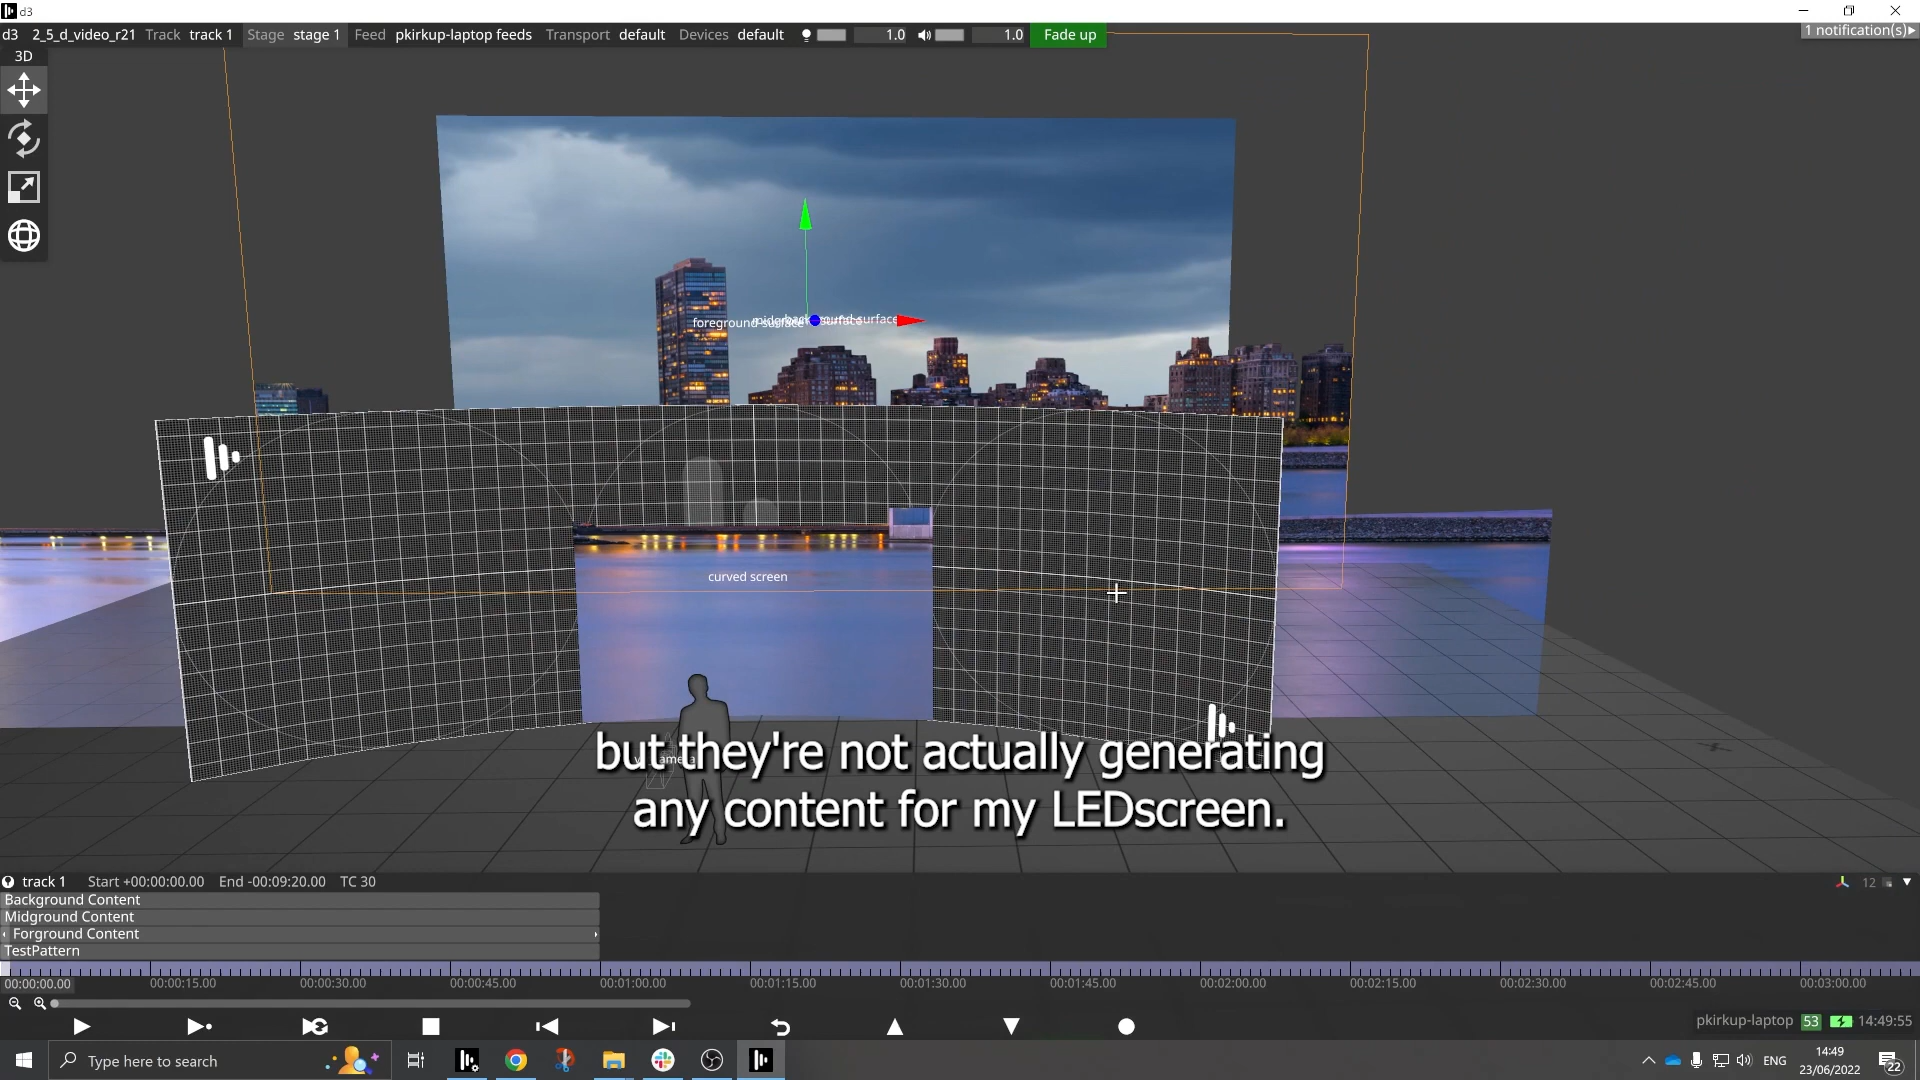 d3
d3 2_5_d_video_r21 Track track 1 Stage stage 1 Feed pkirkup-laptop feeds Transport default Devices default 1.0 1.0 Fade up
1 notification(s)
3D
foreground surface background surface
curved screen
but they're not actually generating
any content for my LEDscreen.
track 1 Start +00:00:00.00 End -00:09:20.00 TC 30 12
Background Content
Midground Content
Forground Content
TestPattern
00:00:00.00 00:00:15.00 00:00:30.00 00:00:45.00 00:01:00.00 00:01:15.00 00:01:30.00 00:01:45.00 00:02:00.00 00:02:15.00 00:02:30.00 00:02:45.00 00:03:00.00
pkirkup-laptop 53 14:49:55
Type here to search
ENG
14:49
23/06/2022
22